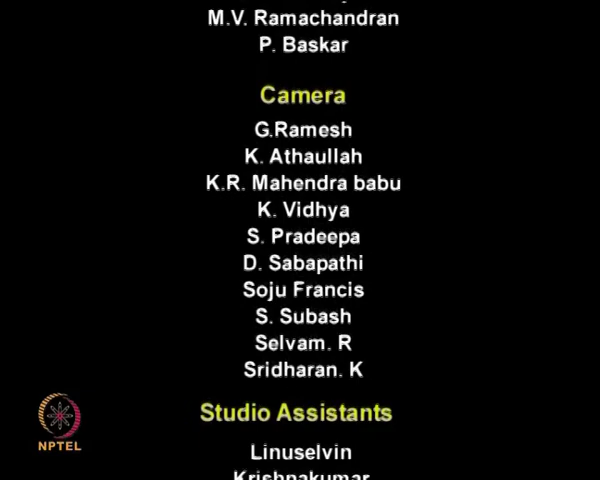 M.V. Ramachandran
P. Baskar
Camera
G.Ramesh
K. Athaullah
K.R. Mahendra babu
K. Vidhya
S. Pradeepa
D. Sabapathi
Soju Francis
S. Subash
Selvam. R
Sridharan. K
Studio Assistants
NPTEL
Linuselvin
Krishnakumar